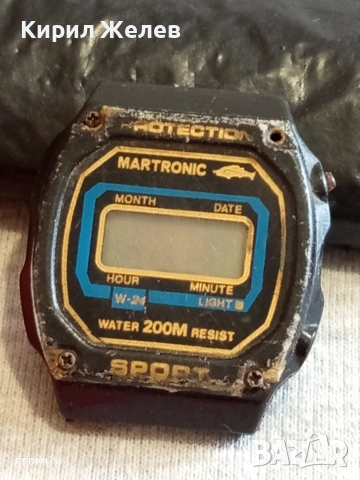 Кирил Желев
PROTECTION
MARTRONIC
MONTH DATE
HOUR MINUTE
W-24 LIGHT
WATER 200M RESIST
SPORT
BAZAR